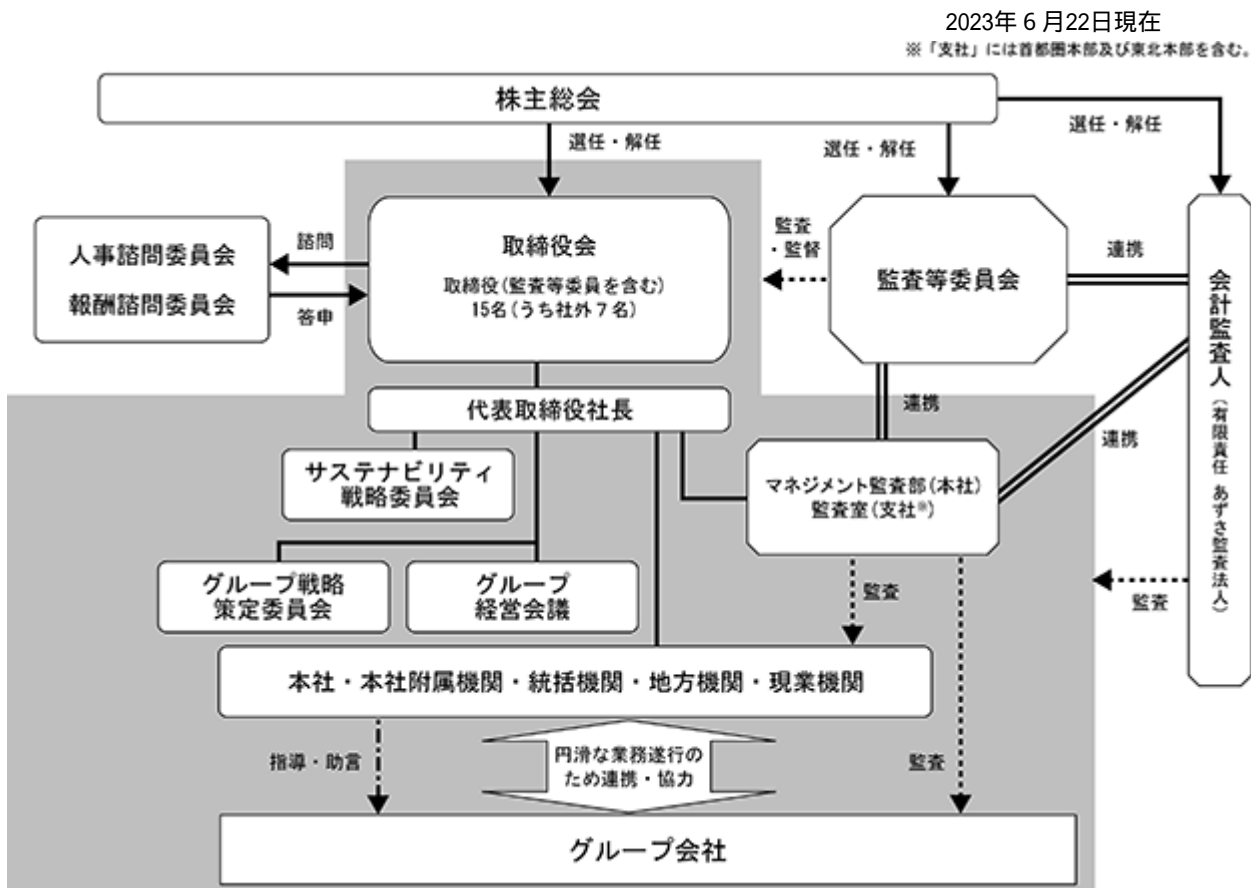 2023年６月22日現在
※「支社」には首都圏本部及び東北本部を含む。
株主総会
選任・解任
選任・解任
選任・解任
人事諮問委員会
報酬諮問委員会
諮問
答申
取締役会
取締役(監査等委員を含む)
15名(うち社外７名)
監査
・監督
監査等委員会
連携
会計監査人（有限責任 あずさ監査法人）
代表取締役社長
連携
連携
サステナビリティ
戦略委員会
マネジメント監査部(本社)
監査室(支社※)
グループ戦略
策定委員会
グループ
経営会議
監査
監査
本社・本社附属機関・統括機関・地方機関・現業機関
指導・助言
円滑な業務遂行の
ため連携・協力
監査
グループ会社